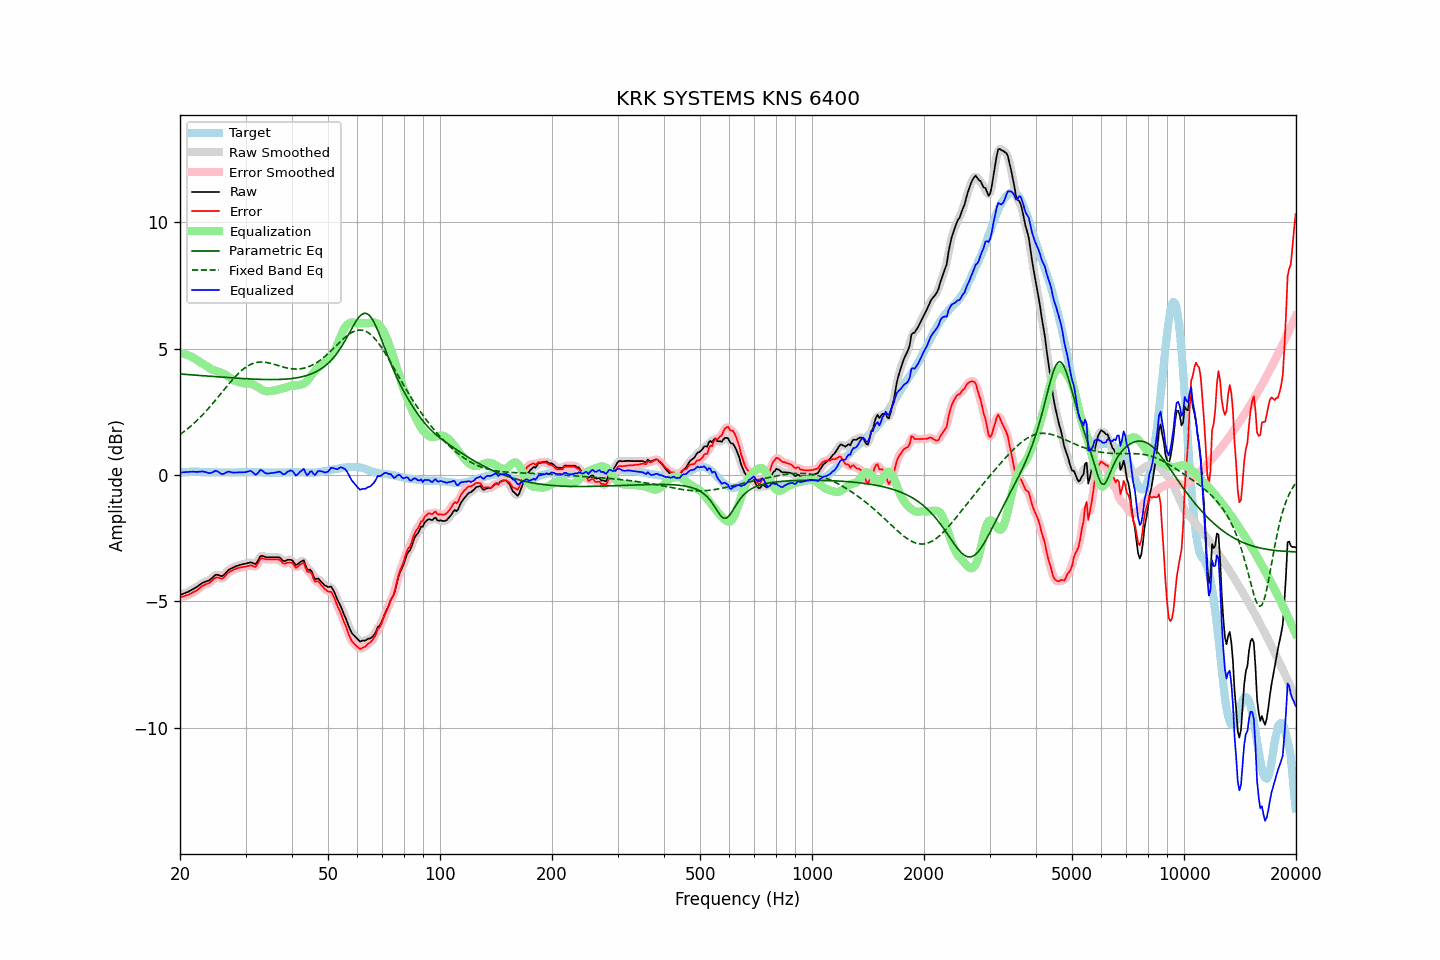 KRK SYSTEMS KNS 6400
Target
Raw Smoothed
Error Smoothed
Raw
Error
Equalization
Parametric Eq
Fixed Band Eq
Equalized
Amplitude (dBr)
10
5
0
−5
−10
20
50
100
200
500
1000
2000
5000
10000
20000
Frequency (Hz)